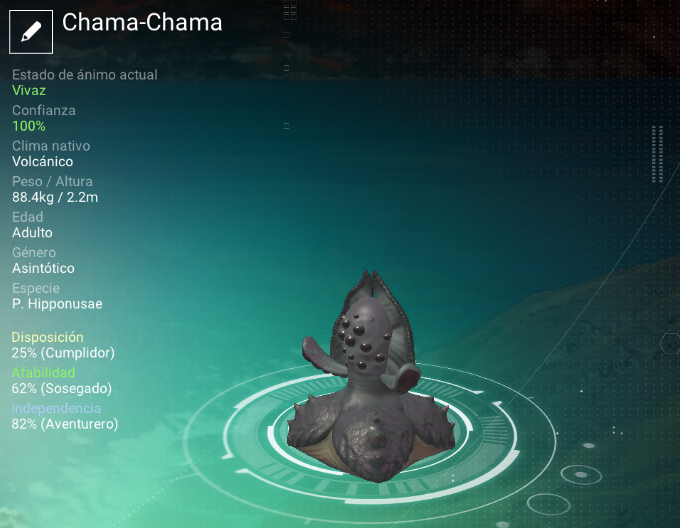 Chama-Chama
Estado de ánimo actual
Vivaz
Confianza
100%
Clima nativo
Volcánico
Peso / Altura
88.4kg / 2.2m
Edad
Adulto
Género
Asintótico
Especie
P. Hipponusae
Disposición
25% (Cumplidor)
Afabilidad
62% (Sosegado)
Independencia
82% (Aventurero)